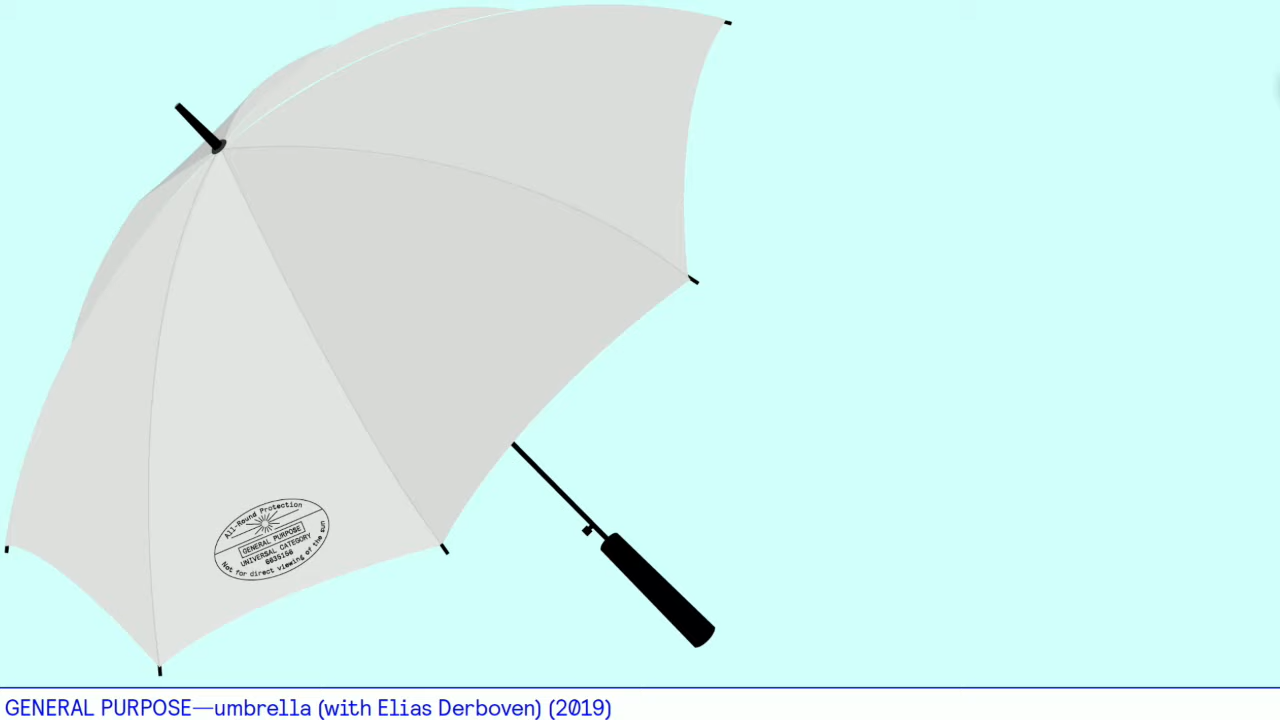 All-Round Protection
GENERAL PURPOSE
UNIVERSAL CATEGORY
6035150
Not for direct viewing of the sun
GENERAL PURPOSE—umbrella (with Elias Derboven) (2019)